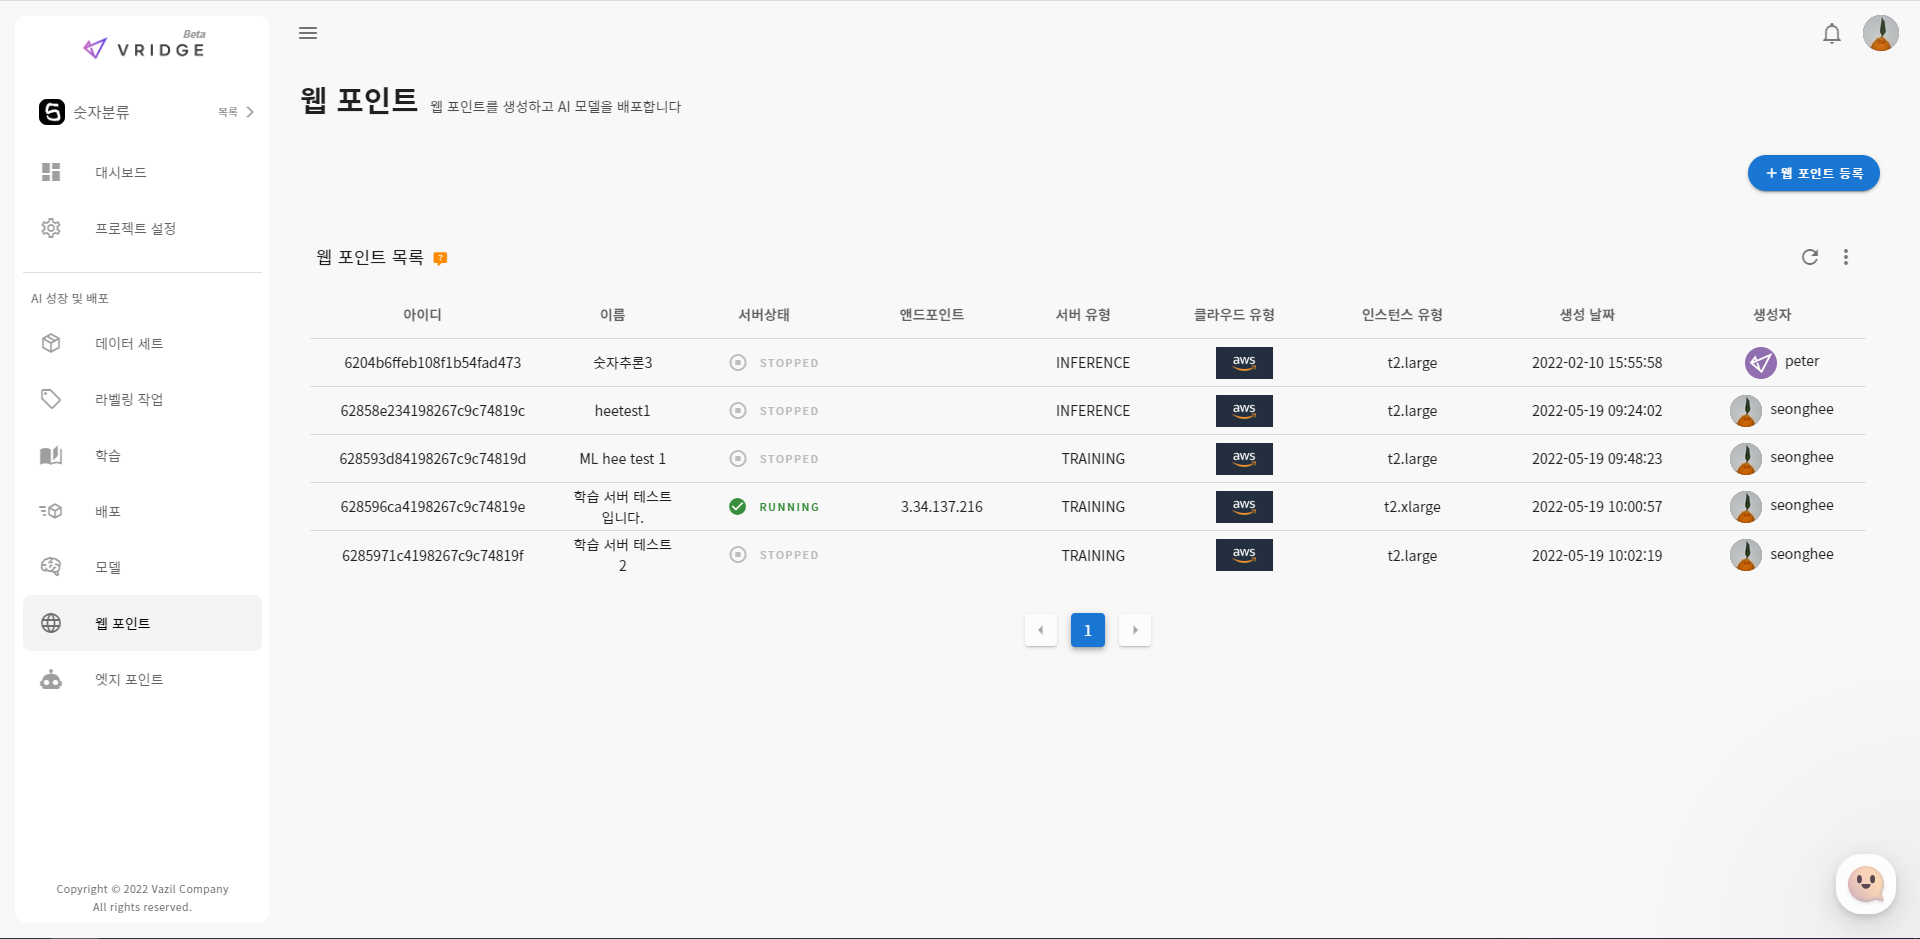 Beta
VRIDGE
숫자분류 목록
대시보드
프로젝트 설정
AI 성장 및 배포
데이터 세트
라벨링 작업
학습
배포
모델
웹 포인트
엣지 포인트
Copyright © 2022 Vazil Company
All rights reserved.
웹 포인트 웹 포인트를 생성하고 AI 모델을 배포합니다
+ 웹 포인트 등록
웹 포인트 목록 ?
아이디 이름 서버상태 앤드포인트 서버 유형 클라우드 유형 인스턴스 유형 생성 날짜 생성자
6204b6ffeb108f1b54fad473 숫자추론3 STOPPED INFERENCE aws t2.large 2022-02-10 15:55:58 peter
62858e234198267c9c74819c heetest1 STOPPED INFERENCE aws t2.large 2022-05-19 09:24:02 seonghee
628593d84198267c9c74819d ML hee test 1 STOPPED TRAINING aws t2.large 2022-05-19 09:48:23 seonghee
628596ca4198267c9c74819e 학습 서버 테스트 입니다. RUNNING 3.34.137.216 TRAINING aws t2.xlarge 2022-05-19 10:00:57 seonghee
6285971c4198267c9c74819f 학습 서버 테스트 2 STOPPED TRAINING aws t2.large 2022-05-19 10:02:19 seonghee
1